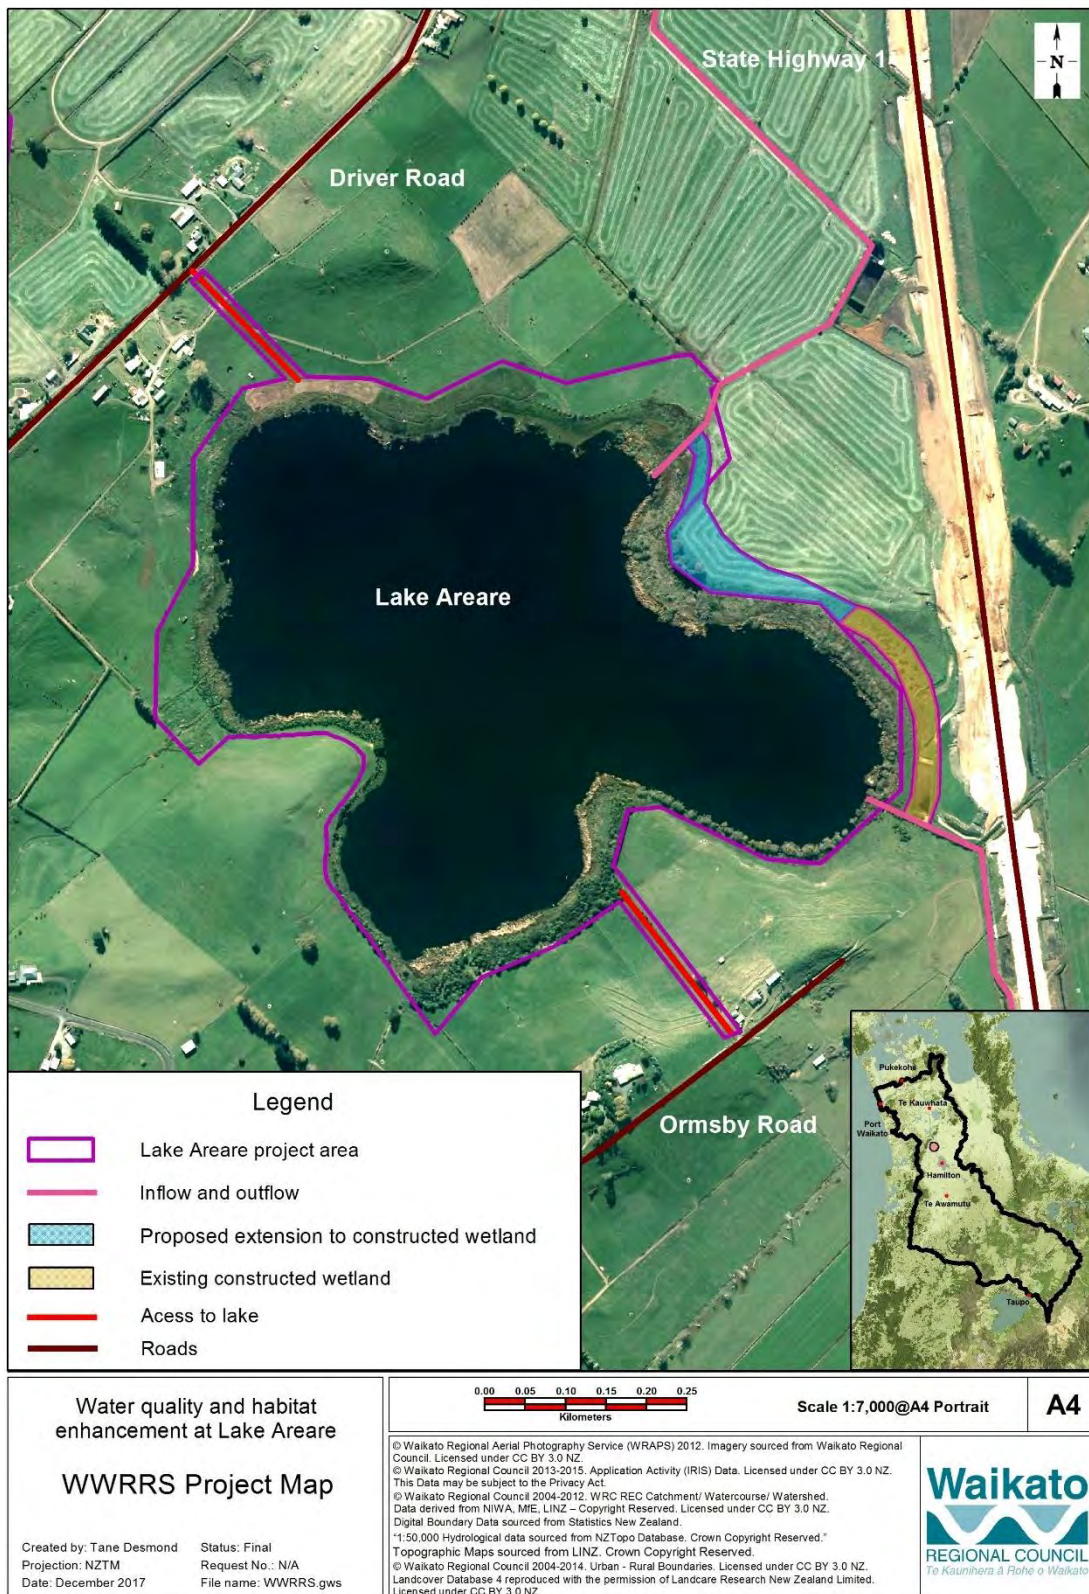 State Highway 1
N
Driver Road
Lake Areare
Ormsby Road
Pukekohe
Te Kauwhata
Port
Waikato
Hamilton
Te Awamutu
Taupo
Legend
Lake Areare project area
Inflow and outflow
Proposed extension to constructed wetland
Existing constructed wetland
Acess to lake
Roads
Water quality and habitat
enhancement at Lake Areare
WWRRS Project Map
Created by: Tane Desmond
Status: Final
Projection: NZTM
Request No.: N/A
Date: December 2017
File name: WWRRS.gws
0.00 0.05 0.10 0.15 0.20 0.25
Kilometers
Scale 1:7,000@A4 Portrait
A4
© Waikato Regional Aerial Photography Service (WRAPS) 2012. Imagery sourced from Waikato Regional
Council. Licensed under CC BY 3.0 NZ.
© Waikato Regional Council 2013-2015. Application Activity (IRIS) Data. Licensed under CC BY 3.0 NZ.
This Data may be subject to the Privacy Act.
© Waikato Regional Council 2004-2012. WRC REC Catchment/ Watercourse/ Watershed.
Data derived from NIWA, MfE, LINZ – Copyright Reserved. Licensed under CC BY 3.0 NZ.
Digital Boundary Data sourced from Statistics New Zealand.
"1:50,000 Hydrological data sourced from NZTopo Database. Crown Copyright Reserved."
Topographic Maps sourced from LINZ. Crown Copyright Reserved.
© Waikato Regional Council 2004-2014. Urban - Rural Boundaries. Licensed under CC BY 3.0 NZ.
Landcover Database 4 reproduced with the permission of Landcare Research New Zealand Limited.
Licensed under CC BY 3.0 NZ
Waikato
REGIONAL COUNCIL
Te Kaunihera ā Rohe o Waikato